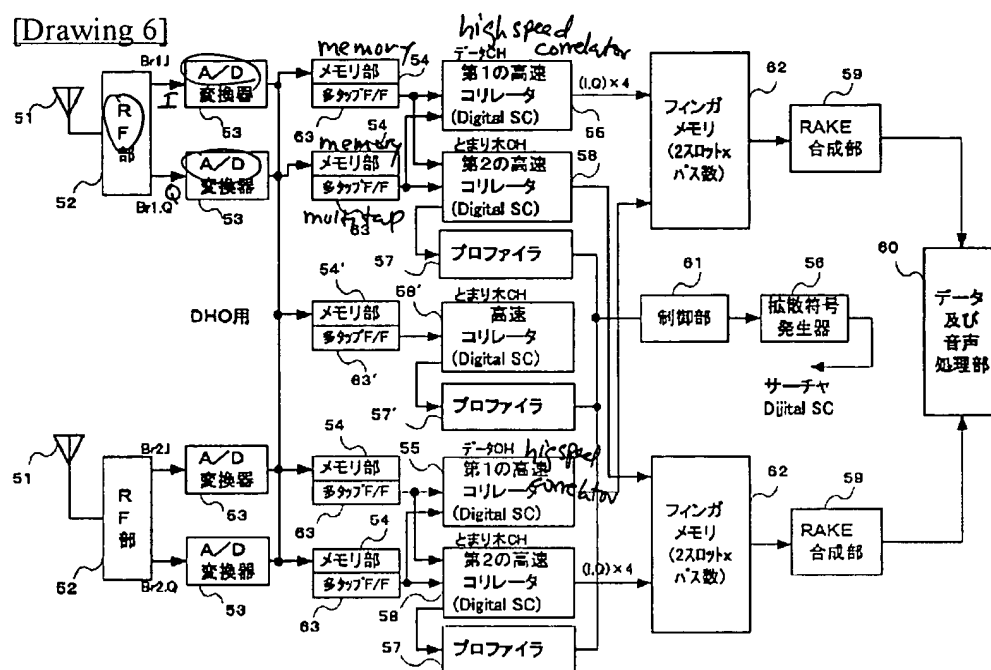 [Drawing 6]
high speed correlator
memory
データCH
Br1.I
I
A/D
変換器
53
メモリ部
多タップF/F
54
63
第1の高速
コリレータ
(Digital SC)
56
(I,Q)×4
51
RF部
52
62
フィンガ
メモリ
(2スロット×
パス数)
59
RAKE
合成部
Br1.Q
Q
A/D
変換器
53
memory
54
メモリ部
多タップF/F
63
multi tap
とまり木CH
第2の高速
コリレータ
(Digital SC)
58
プロファイラ
57
DHO用
54'
メモリ部
多タップF/F
63'
58'
とまり木CH
高速
コリレータ
(Digital SC)
プロファイラ
57'
61
制御部
56
拡散符号
発生器
サーチャ
Dijital SC
60
データ
及び
音声
処理部
51
RF部
52
Br2.I
A/D
変換器
53
54
メモリ部
多タップF/F
63
55
データCH
第1の高速
コリレータ
(Digital SC)
higspeed
correlator
62
フィンガ
メモリ
(2スロット×
パス数)
59
RAKE
合成部
Br2.Q
A/D
変換器
53
54
メモリ部
多タップF/F
63
とまり木CH
第2の高速
コリレータ
(Digital SC)
58
(I,Q)×4
プロファイラ
57